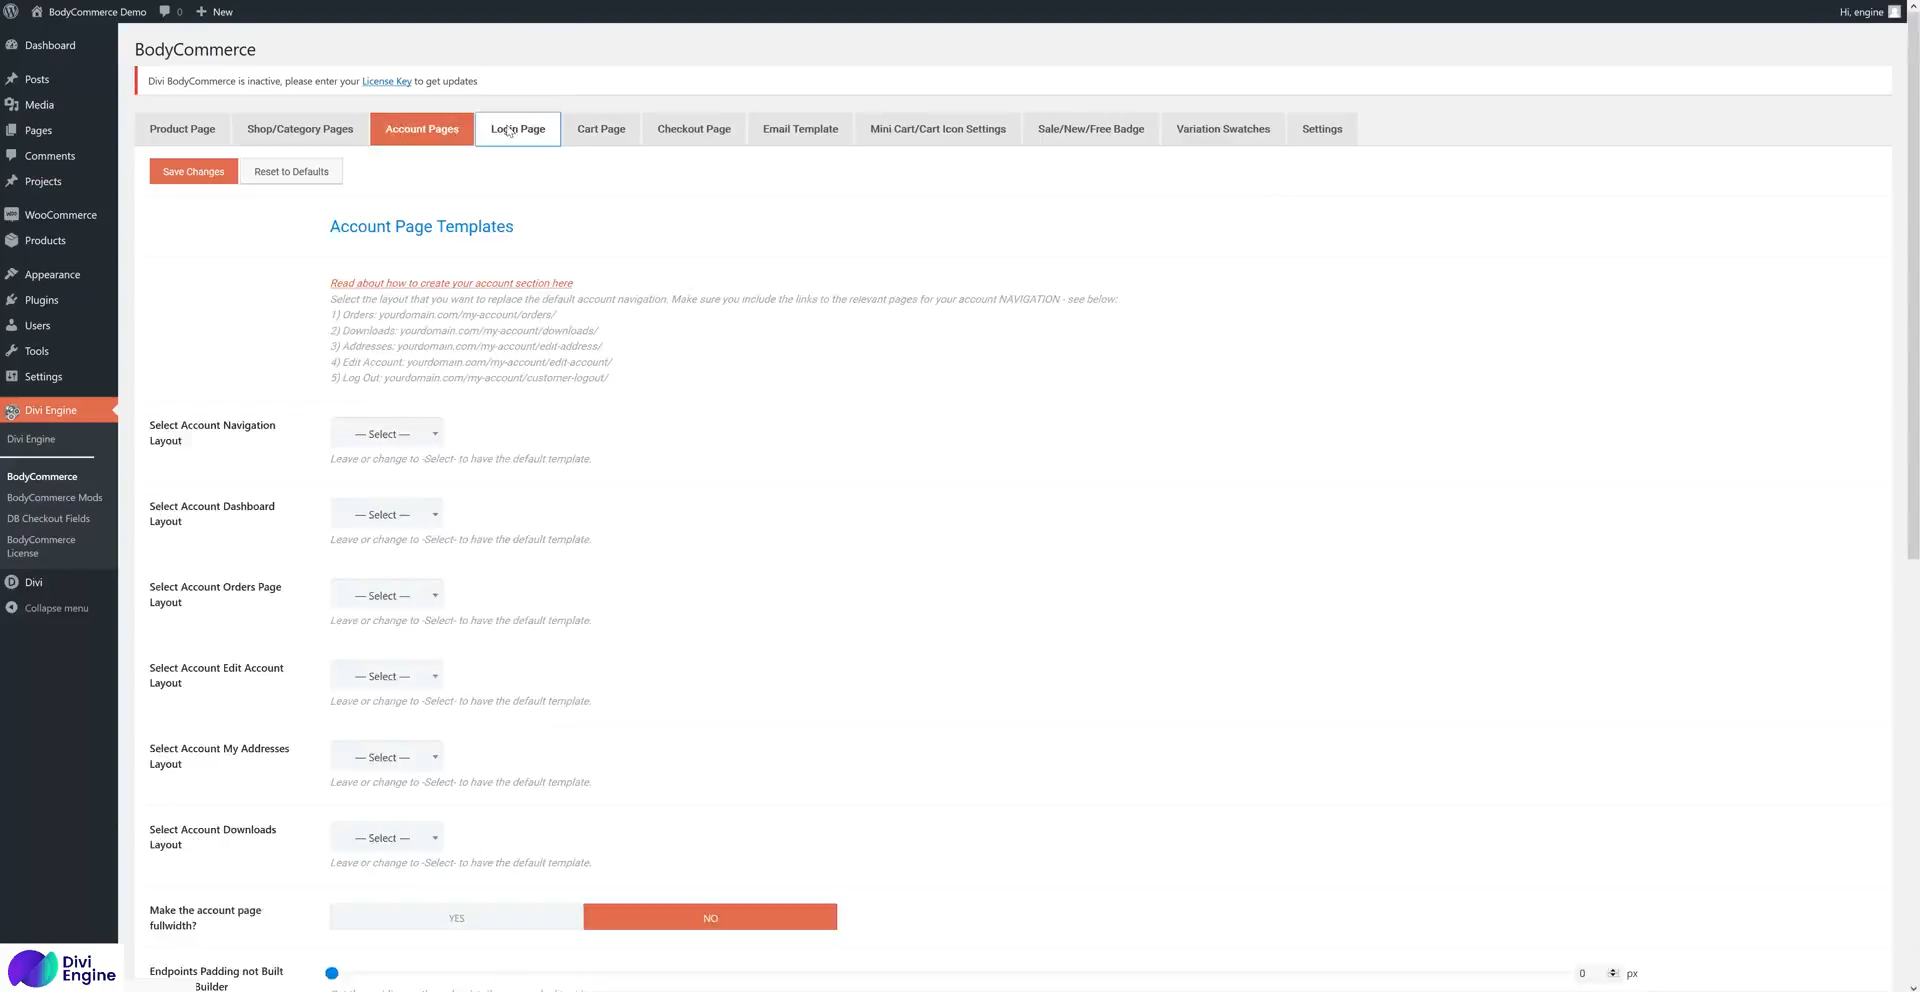 BodyCommerce Demo 0 New Hi, engine
Dashboard
Posts
Media
Pages
Comments
Projects
WooCommerce
Products
Appearance
Plugins
Users
Tools
Settings
Divi Engine
Divi Engine
BodyCommerce
BodyCommerce Mods
DB Checkout Fields
BodyCommerce
License
Divi
Collapse menu
Divi
Engine
BodyCommerce
Divi BodyCommerce is inactive, please enter your License Key to get updates
Product Page Shop/Category Pages Account Pages Login Page Cart Page Checkout Page Email Template Mini Cart/Cart Icon Settings Sale/New/Free Badge Variation Swatches Settings
Save Changes Reset to Defaults
Account Page Templates
Read about how to create your account section here
Select the layout that you want to replace the default account navigation. Make sure you include the links to the relevant pages for your account NAVIGATION - see below:
1) Orders: yourdomain.com/my-account/orders/
2) Downloads: yourdomain.com/my-account/downloads/
3) Addresses: yourdomain.com/my-account/edit-address/
4) Edit Account: yourdomain.com/my-account/edit-account/
5) Log Out: yourdomain.com/my-account/customer-logout/
Select Account Navigation
Layout
— Select —
Leave or change to -Select- to have the default template.
Select Account Dashboard
Layout
— Select —
Leave or change to -Select- to have the default template.
Select Account Orders Page
Layout
— Select —
Leave or change to -Select- to have the default template.
Select Account Edit Account
Layout
— Select —
Leave or change to -Select- to have the default template.
Select Account My Addresses
Layout
— Select —
Leave or change to -Select- to have the default template.
Select Account Downloads
Layout
— Select —
Leave or change to -Select- to have the default template.
Make the account page
fullwidth?
YES NO
Endpoints Padding not Built
Builder
0 px